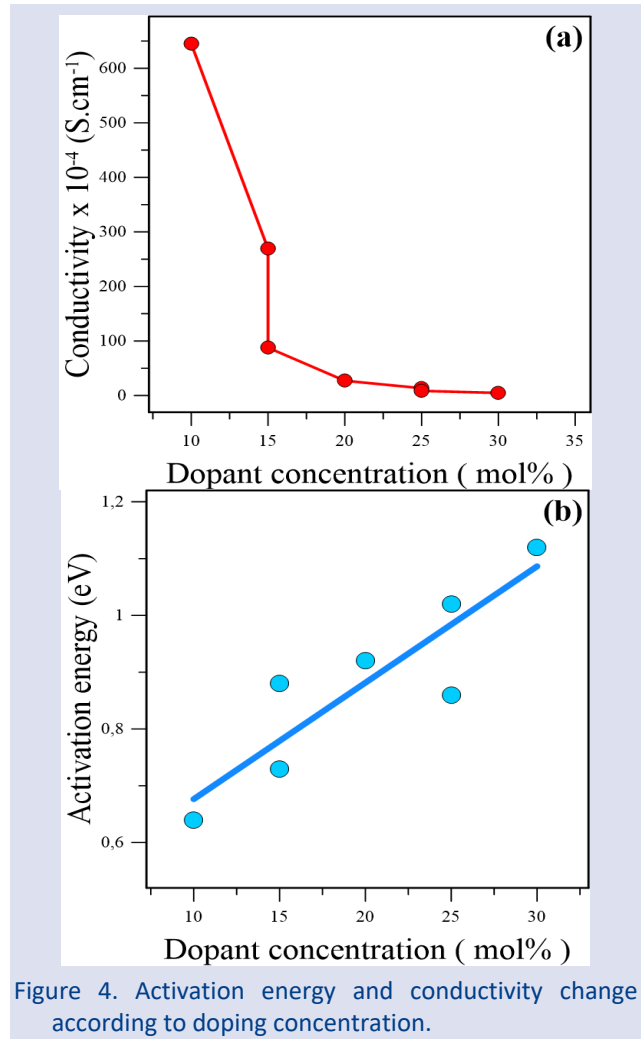 (a)
Conductivity x 10⁻⁴ (S.cm⁻¹)
600
500
400
300
200
100
0
10 15 20 25 30 35
Dopant concentration ( mol% )
(b)
Activation energy (eV)
1,2
1
0,8
0,6
10 15 20 25 30
Dopant concentration ( mol% )
Figure 4. Activation energy and conductivity change
according to doping concentration.